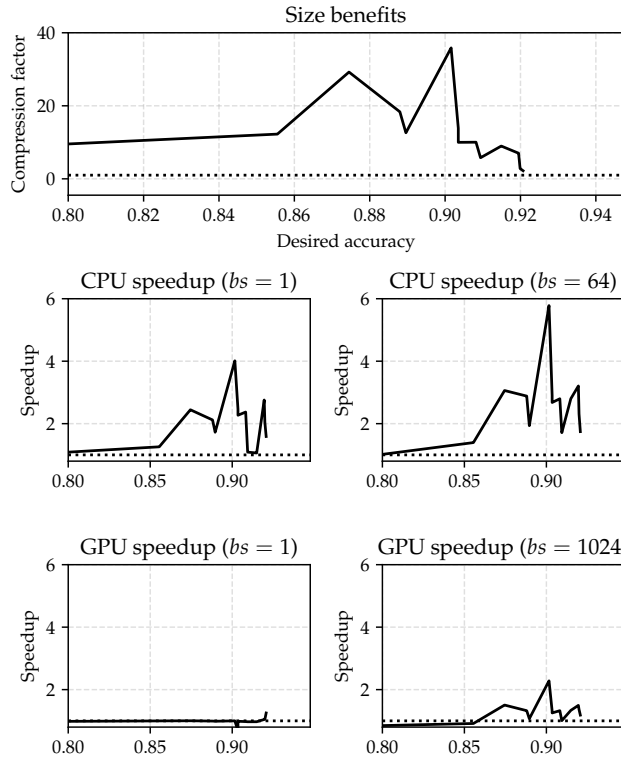 Size benefits
Compression factor
40
20
0
0.80 0.82 0.84 0.86 0.88 0.90 0.92 0.94
Desired accuracy
CPU speedup (bs = 1)
Speedup
6
4
2
0.80 0.85 0.90
CPU speedup (bs = 64)
Speedup
6
4
2
0.80 0.85 0.90
GPU speedup (bs = 1)
Speedup
6
4
2
0.80 0.85 0.90
GPU speedup (bs = 1024
Speedup
6
4
2
0.80 0.85 0.90